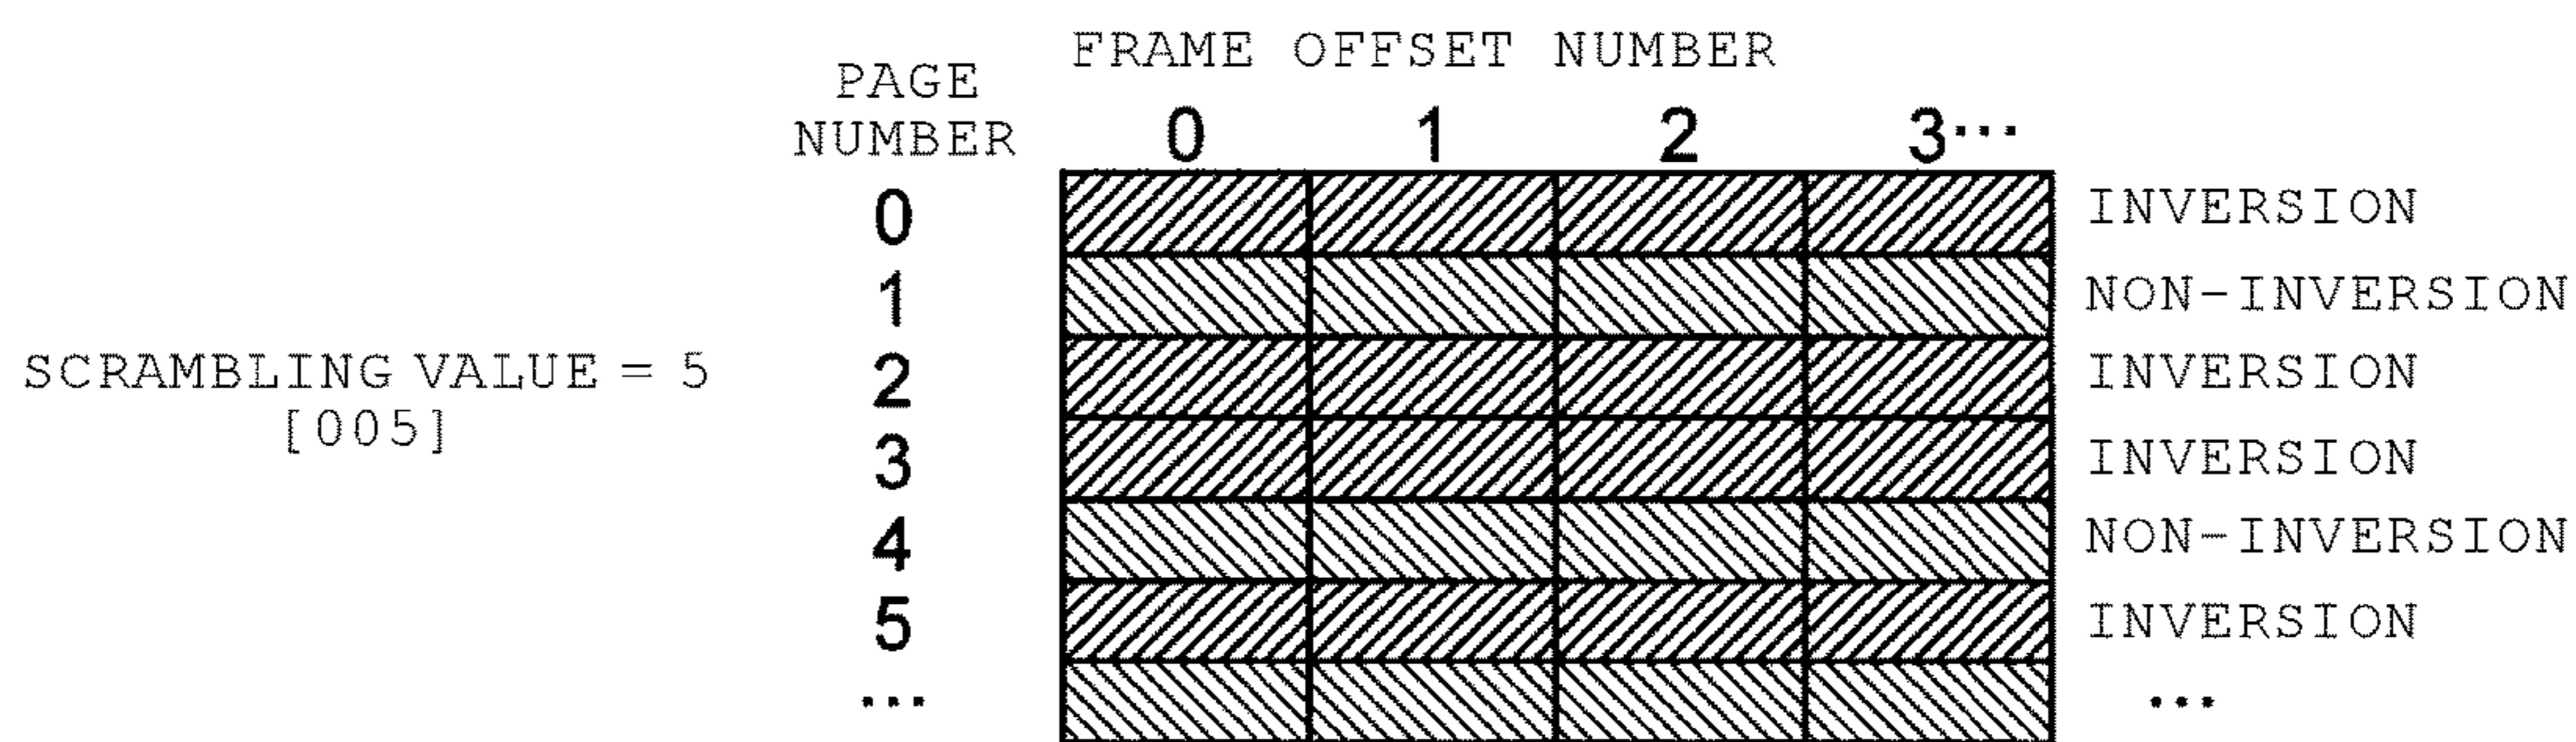 FRAME OFFSET NUMBER
PAGE
NUMBER
0 1 2 3...
0 INVERSION
1 NON-INVERSION
SCRAMBLING VALUE = 5
[005]
2 INVERSION
3 INVERSION
4 NON-INVERSION
5 INVERSION
... ...